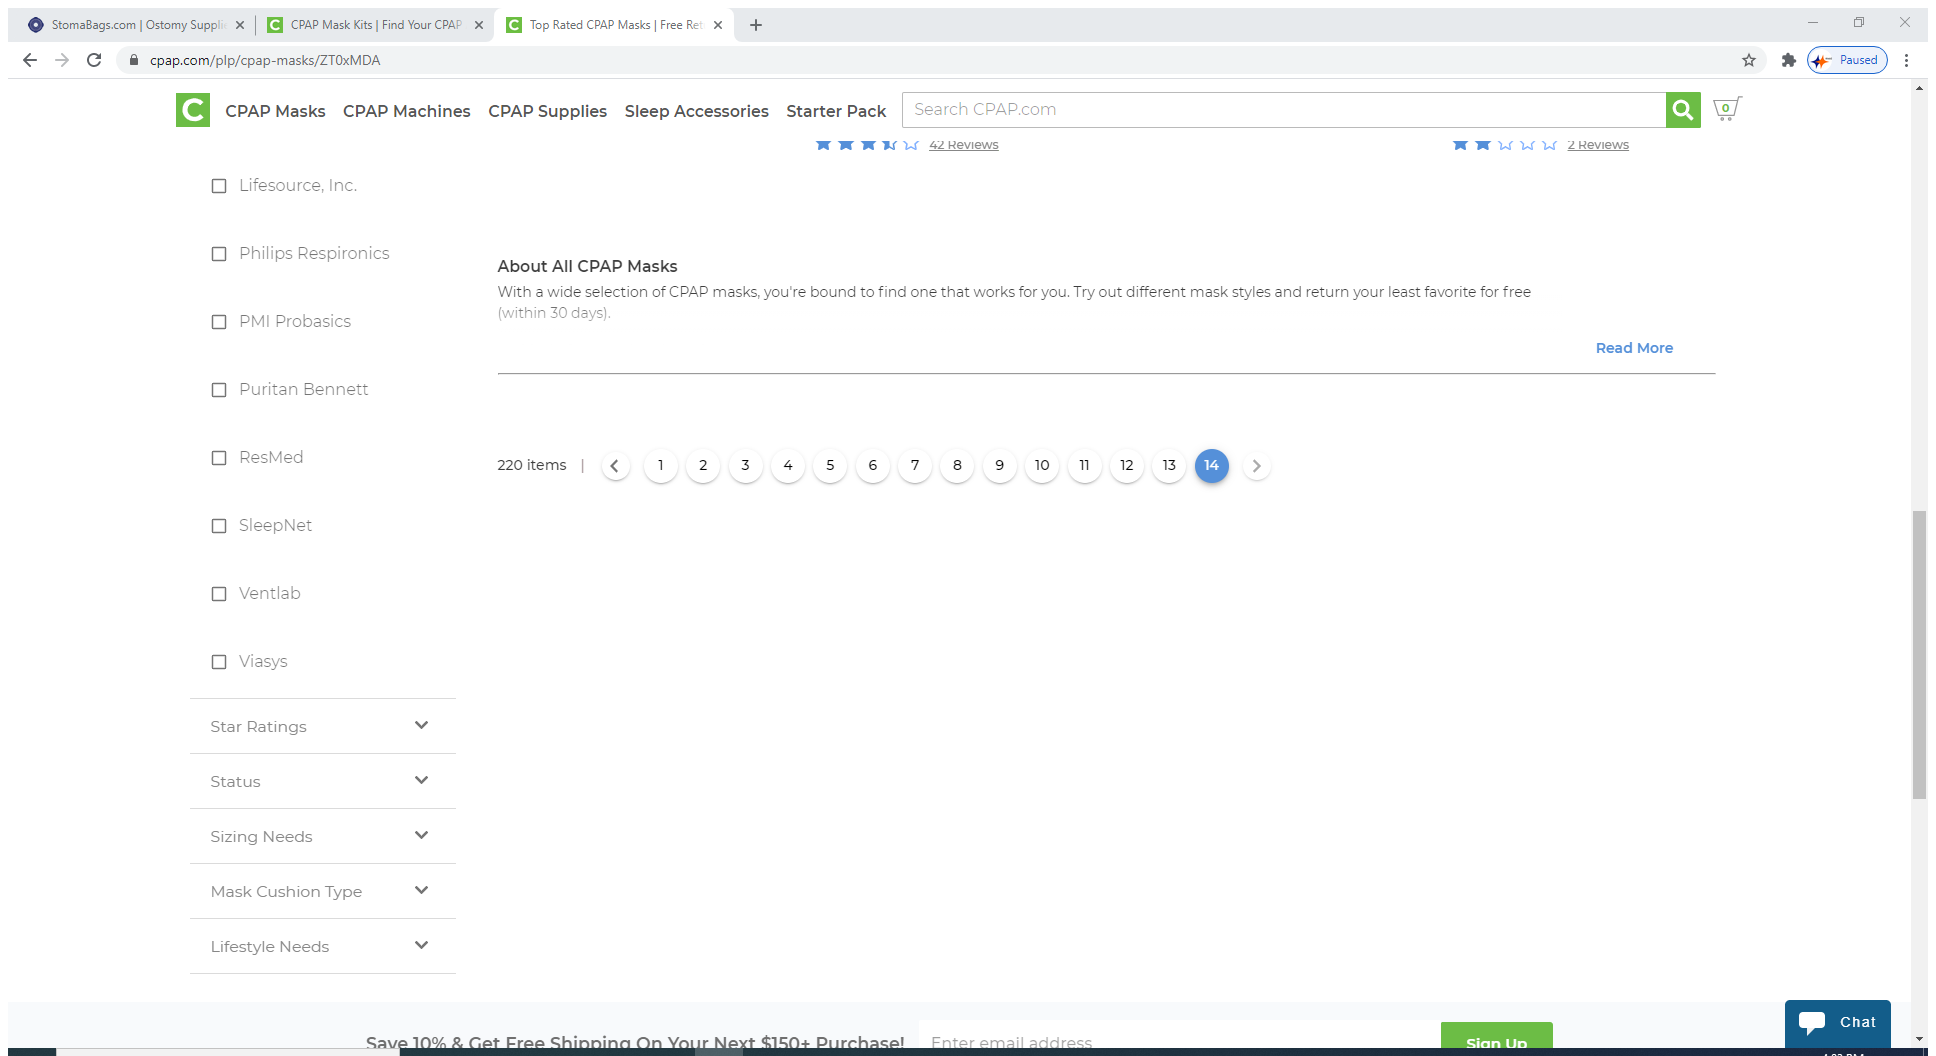 StomaBags.com | Ostomy Suppli
CPAP Mask Kits | Find Your CPAP
Top Rated CPAP Masks | Free Ret
cpap.com/plp/cpap-masks/ZT0xMDA
Paused
C CPAP Masks CPAP Machines CPAP Supplies Sleep Accessories Starter Pack Search CPAP.com 0
42 Reviews
2 Reviews
Lifesource, Inc.
Philips Respironics
PMI Probasics
Puritan Bennett
ResMed
SleepNet
Ventlab
Viasys
Star Ratings
Status
Sizing Needs
Mask Cushion Type
Lifestyle Needs
About All CPAP Masks
With a wide selection of CPAP masks, you're bound to find one that works for you. Try out different mask styles and return your least favorite for free
(within 30 days).
Read More
220 items | 1 2 3 4 5 6 7 8 9 10 11 12 13 14
Save 10% & Get Free Shipping On Your Next $150+ Purchase! Enter email address Sign Up
Chat